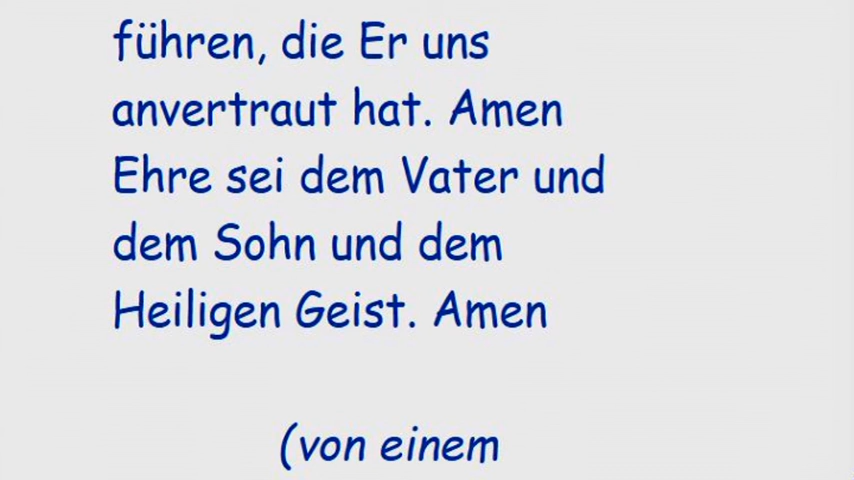 führen, die Er uns
anvertraut hat. Amen
Ehre sei dem Vater und
dem Sohn und dem
Heiligen Geist. Amen
(von einem